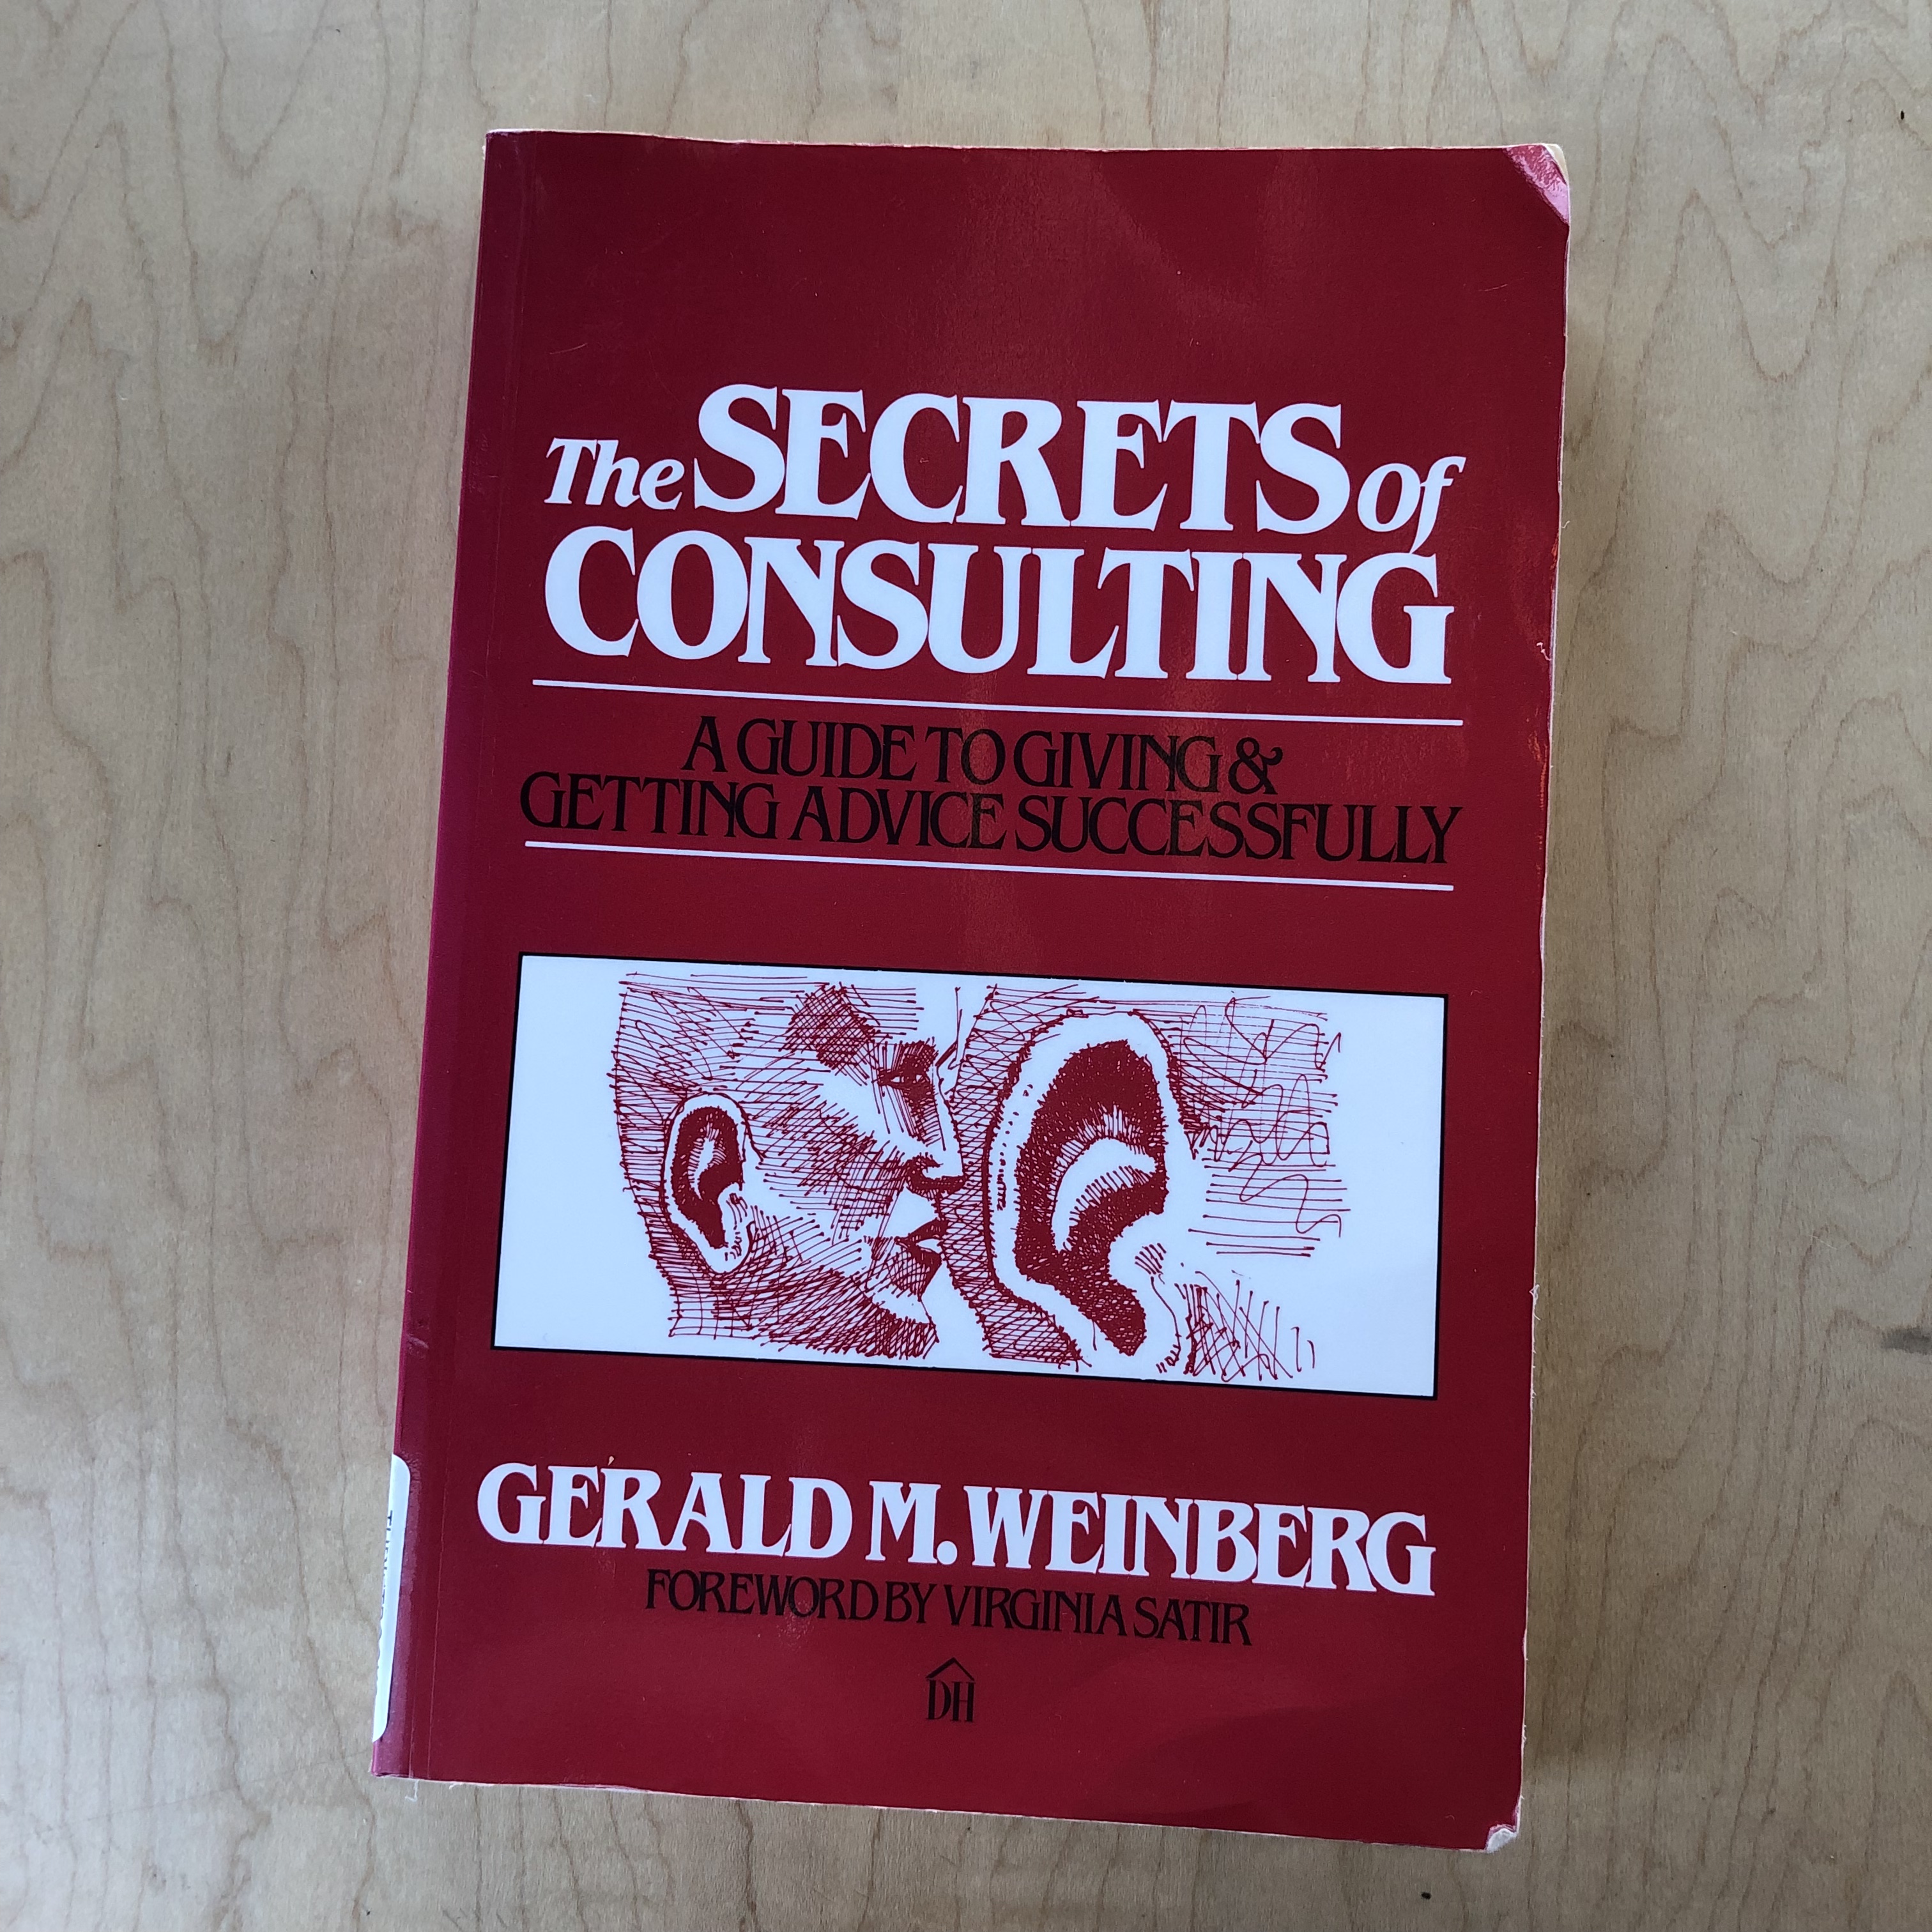 The SECRETS of
CONSULTING
A GUIDE TO GIVING &
GETTING ADVICE SUCCESSFULLY
GERALD M. WEINBERG
FOREWORD BY VIRGINIA SATIR
DH